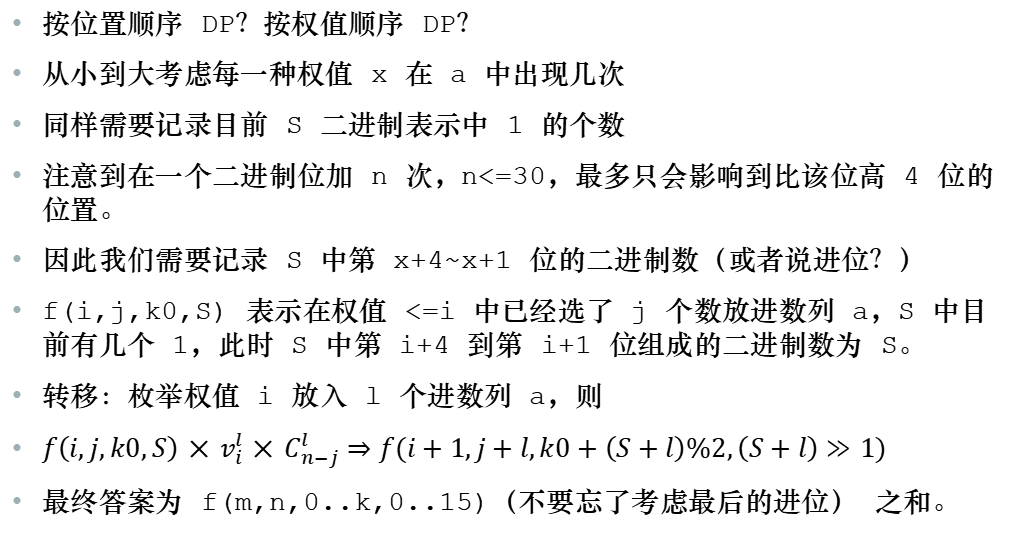 • 按位置顺序 DP？按权值顺序 DP？
• 从小到大考虑每一种权值 x 在 a 中出现几次
• 同样需要记录目前 S 二进制表示中 1 的个数
• 注意到在一个二进制位加 n 次，n<=30，最多只会影响到比该位高 4 位的
位置。
• 因此我们需要记录 S 中第 x+4~x+1 位的二进制数（或者说进位？）
• f(i,j,k0,S) 表示在权值 <=i 中已经选了 j 个数放进数列 a，S 中目
前有几个 1，此时 S 中第 i+4 到第 i+1 位组成的二进制数为 S。
• 转移：枚举权值 i 放入 l 个进数列 a，则
• $f(i,j,k0,S) \times v_i^l \times C_{n-j}^l \Rightarrow f(i+1,j+l,k0+(S+l)\%2,(S+l)\gg 1)$
• 最终答案为 f(m,n,0..k,0..15)（不要忘了考虑最后的进位） 之和。